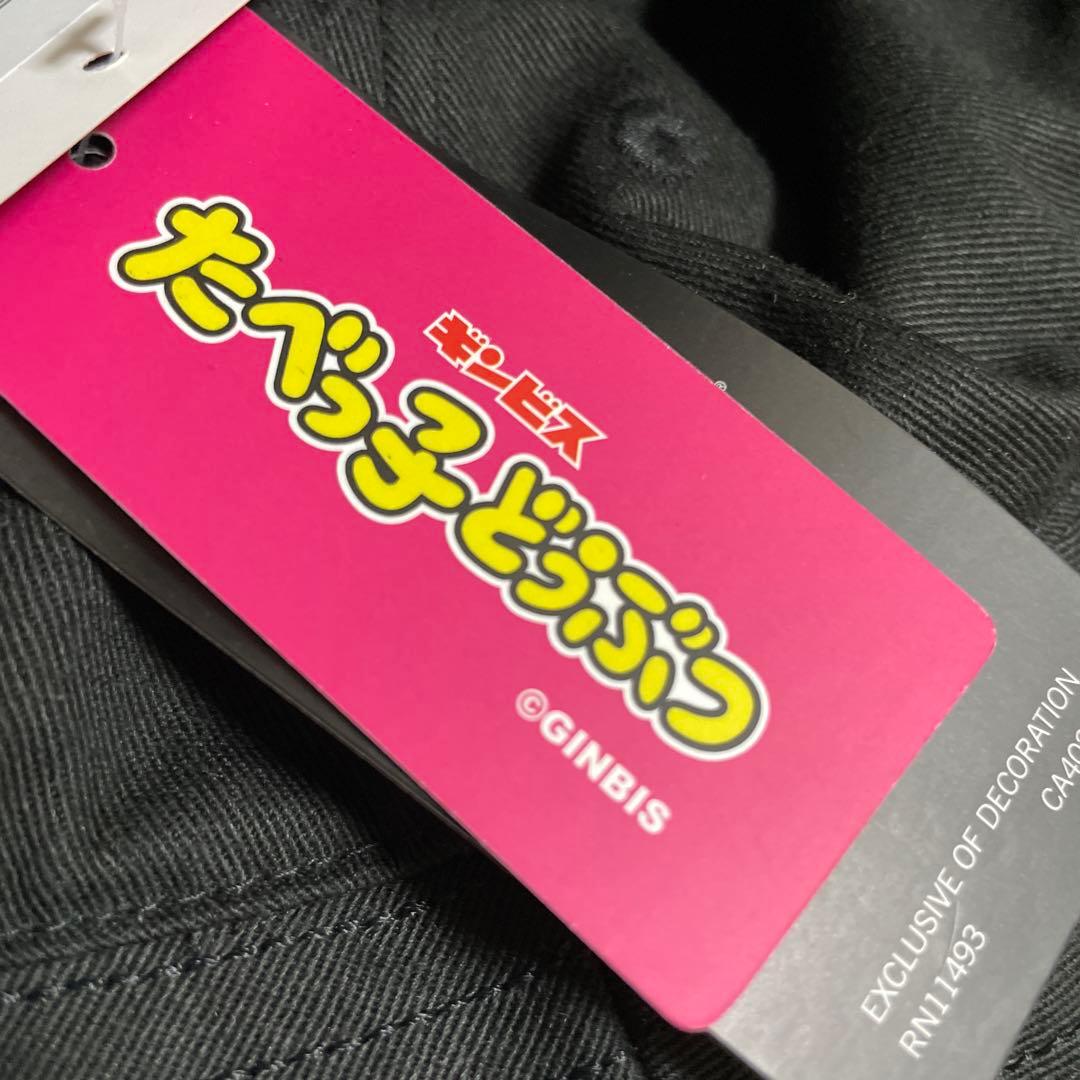 ギンビス
たべっ子どうぶつ
©GINBIS
®
EXCLUSIVE OF DECORATION
RN11493